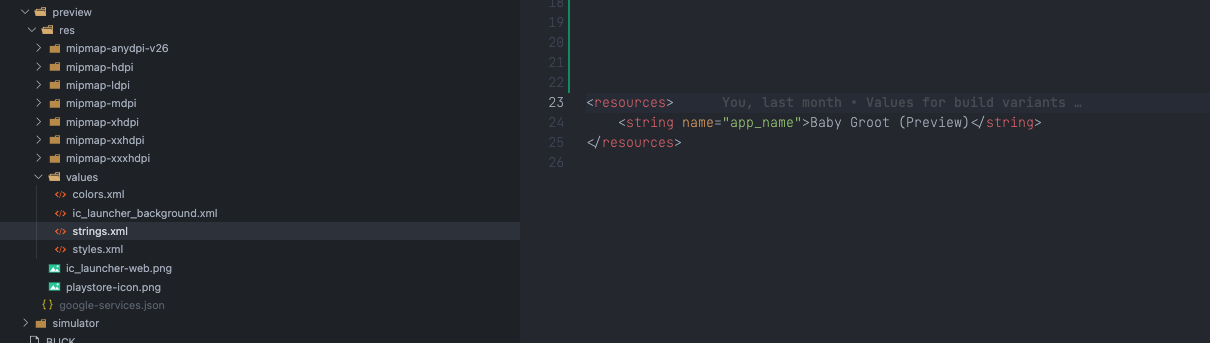 preview
res
mipmap-anydpi-v26
mipmap-hdpi
mipmap-ldpi
mipmap-mdpi
mipmap-xhdpi
mipmap-xxhdpi
mipmap-xxxhdpi
values
colors.xml
ic_launcher_background.xml
strings.xml
styles.xml
ic_launcher-web.png
playstore-icon.png
{} google-services.json
simulator
BUCK
18
19
20
21
22
23 <resources> You, last month • Values for build variants …
24 <string name="app_name">Baby Groot (Preview)</string>
25 </resources>
26